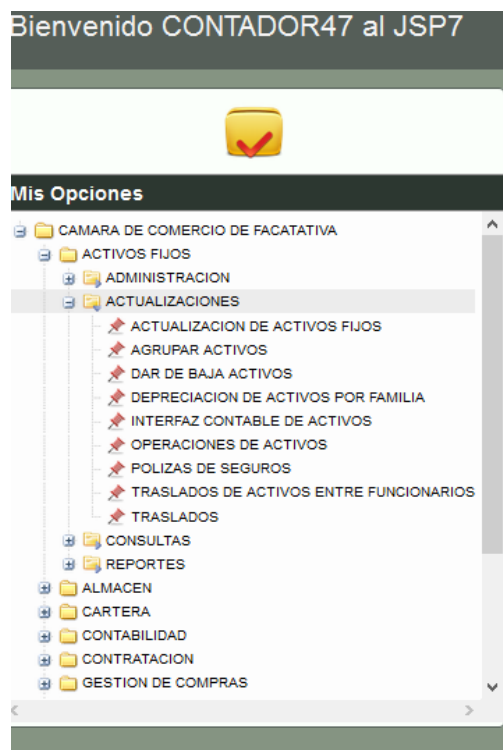 Bienvenido CONTADOR47 al JSP7
Mis Opciones
CAMARA DE COMERCIO DE FACATATIVA
ACTIVOS FIJOS
ADMINISTRACION
ACTUALIZACIONES
ACTUALIZACION DE ACTIVOS FIJOS
AGRUPAR ACTIVOS
DAR DE BAJA ACTIVOS
DEPRECIACION DE ACTIVOS POR FAMILIA
INTERFAZ CONTABLE DE ACTIVOS
OPERACIONES DE ACTIVOS
POLIZAS DE SEGUROS
TRASLADOS DE ACTIVOS ENTRE FUNCIONARIOS
TRASLADOS
CONSULTAS
REPORTES
ALMACEN
CARTERA
CONTABILIDAD
CONTRATACION
GESTION DE COMPRAS